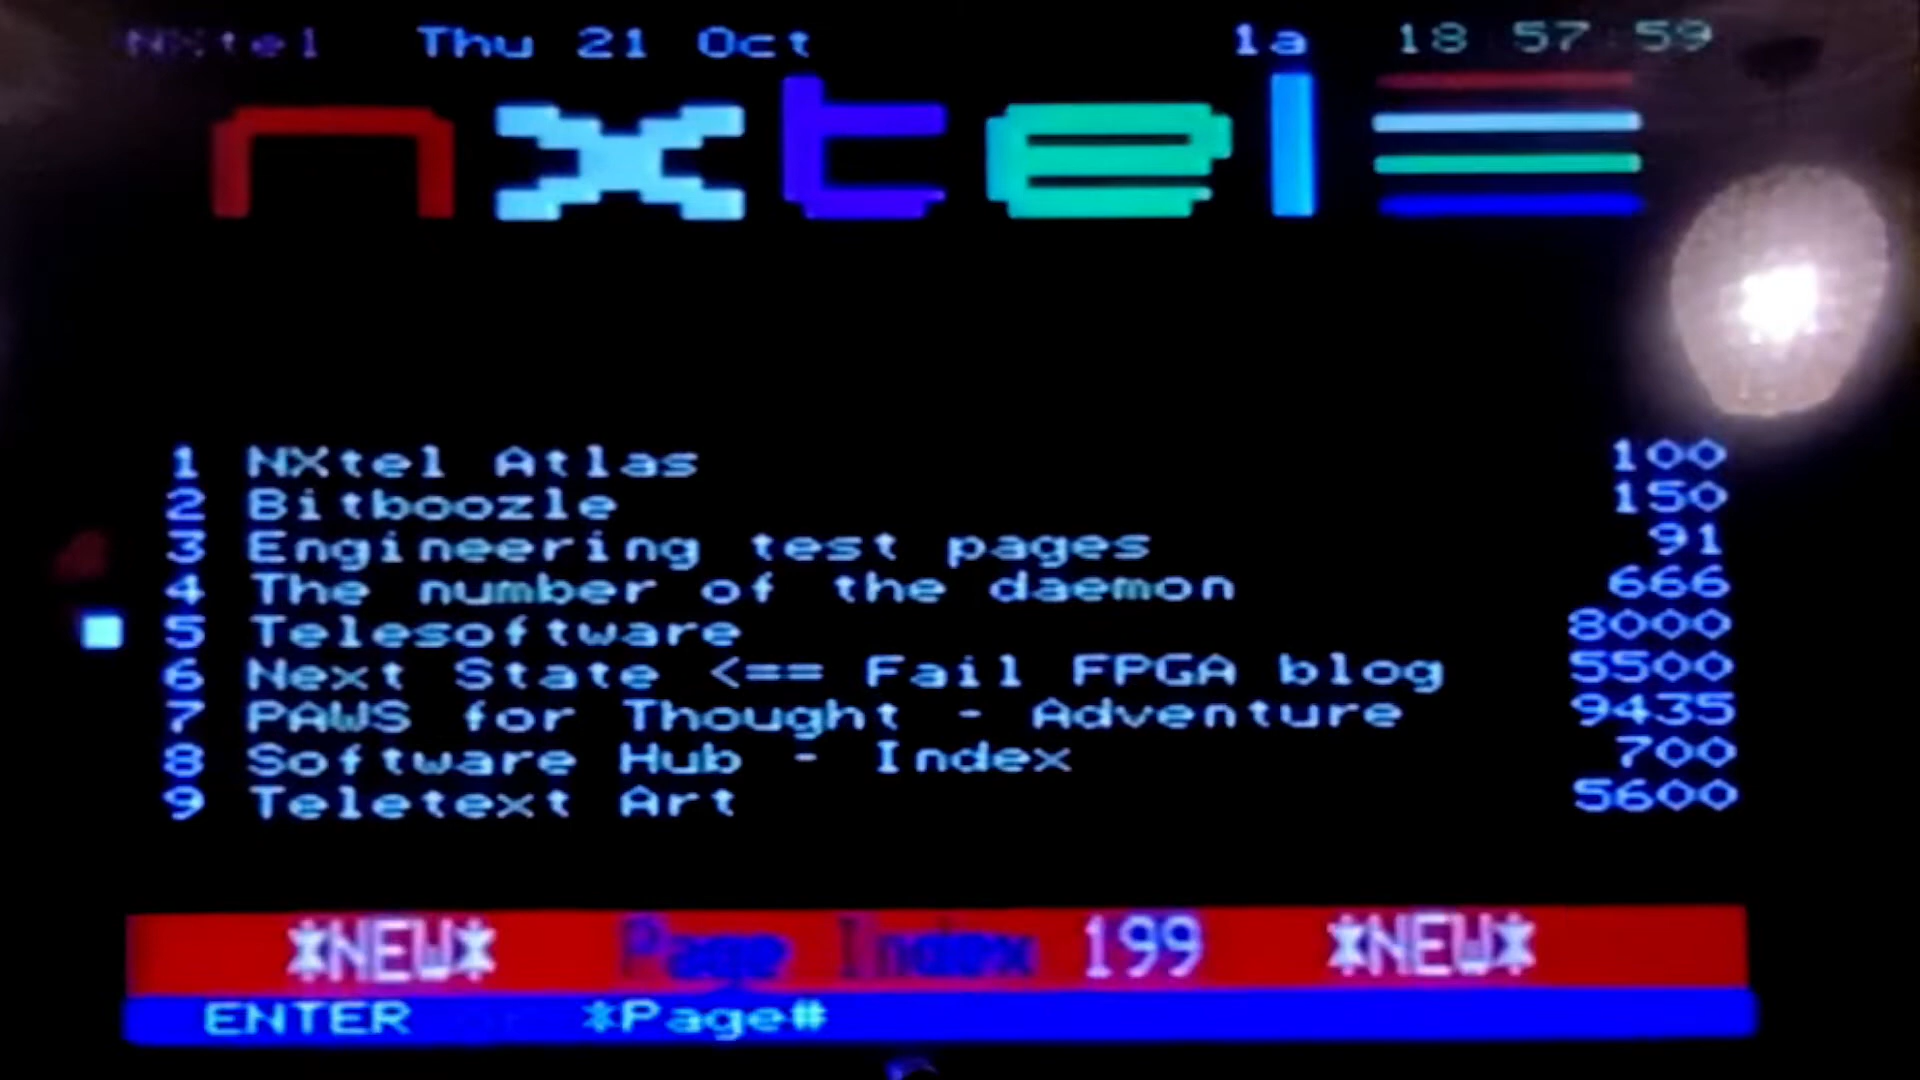 NXtel Thu 21 Oct 1a 18:57:59
nxtel
1 NXtel Atlas 100
2 Bitboozle 150
3 Engineering test pages 91
4 The number of the daemon 666
5 Telesoftware 8000
6 Next State <== Fail FPGA blog 5500
7 PAWS for Thought - Adventure 9435
8 Software Hub - Index 700
9 Teletext Art 5600
*NEW* Page Index 199 *NEW*
ENTER or *Page#